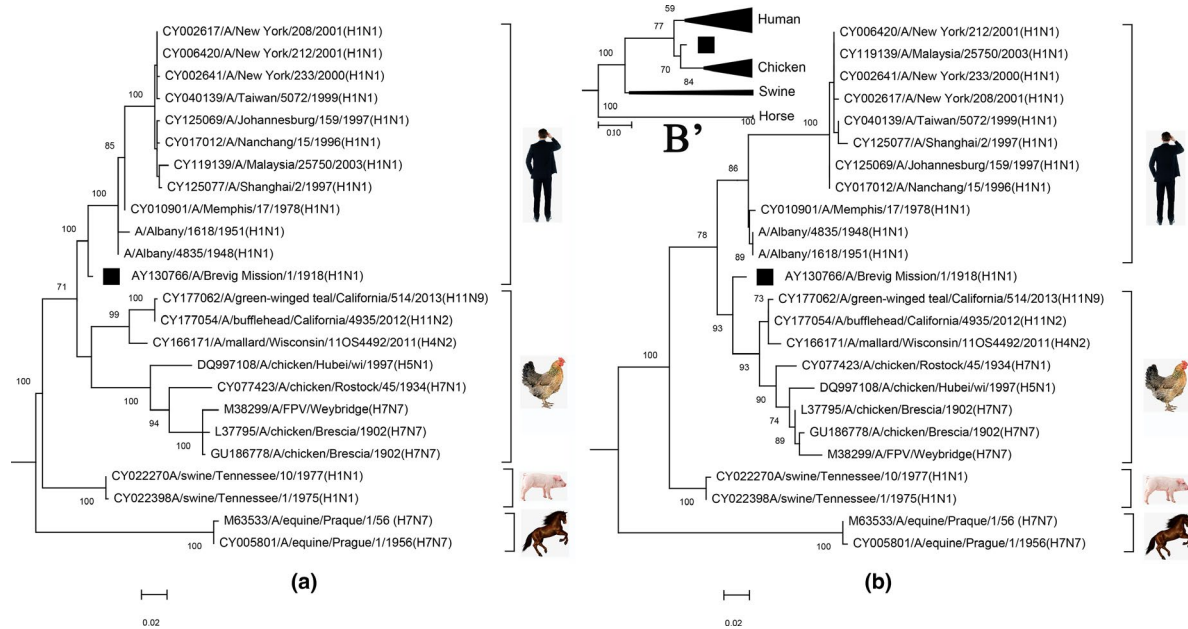 CY002617/A/New York/208/2001(H1N1)
CY006420/A/New York/212/2001(H1N1)
CY002641/A/New York/233/2000(H1N1)
100
CY040139/A/Taiwan/5072/1999(H1N1)
CY125069/A/Johannesburg/159/1997(H1N1)
CY017012/A/Nanchang/15/1996(H1N1)
85
CY119139/A/Malaysia/25750/2003(H1N1)
CY125077/A/Shanghai/2/1997(H1N1)
100
CY010901/A/Memphis/17/1978(H1N1)
A/Albany/1618/1951(H1N1)
100
A/Albany/4835/1948(H1N1)
AY130766/A/Brevig Mission/1/1918(H1N1)
71
100
CY177062/A/green-winged teal/California/514/2013(H11N9)
99
CY177054/A/bufflehead/California/4935/2012(H11N2)
CY166171/A/mallard/Wisconsin/11OS4492/2011(H4N2)
DQ997108/A/chicken/Hubei/wi/1997(H5N1)
100
CY077423/A/chicken/Rostock/45/1934(H7N1)
100
M38299/A/FPV/Weybridge(H7N7)
94
L37795/A/chicken/Brescia/1902(H7N7)
100
GU186778/A/chicken/Brescia/1902(H7N7)
CY022270A/swine/Tennessee/10/1977(H1N1)
100
CY022398A/swine/Tennessee/1/1975(H1N1)
M63533/A/equine/Praque/1/56 (H7N7)
100
CY005801/A/equine/Prague/1/1956(H7N7)
(a)
0.02
59
Human
77
100
70
Chicken
84
Swine
100
Horse
0.10
B’
CY006420/A/New York/212/2001(H1N1)
CY119139/A/Malaysia/25750/2003(H1N1)
CY002641/A/New York/233/2000(H1N1)
CY002617/A/New York/208/2001(H1N1)
100
100
CY040139/A/Taiwan/5072/1999(H1N1)
CY125077/A/Shanghai/2/1997(H1N1)
86
CY125069/A/Johannesburg/159/1997(H1N1)
CY017012/A/Nanchang/15/1996(H1N1)
CY010901/A/Memphis/17/1978(H1N1)
78
A/Albany/4835/1948(H1N1)
89
A/Albany/1618/1951(H1N1)
AY130766/A/Brevig Mission/1/1918(H1N1)
73
CY177062/A/green-winged teal/California/514/2013(H11N9)
93
CY177054/A/bufflehead/California/4935/2012(H11N2)
CY166171/A/mallard/Wisconsin/11OS4492/2011(H4N2)
93
CY077423/A/chicken/Rostock/45/1934(H7N1)
100
DQ997108/A/chicken/Hubei/wi/1997(H5N1)
90
L37795/A/chicken/Brescia/1902(H7N7)
74
GU186778/A/chicken/Brescia/1902(H7N7)
89
M38299/A/FPV/Weybridge(H7N7)
CY022270A/swine/Tennessee/10/1977(H1N1)
100
CY022398A/swine/Tennessee/1/1975(H1N1)
M63533/A/equine/Praque/1/56 (H7N7)
100
CY005801/A/equine/Prague/1/1956(H7N7)
(b)
0.02